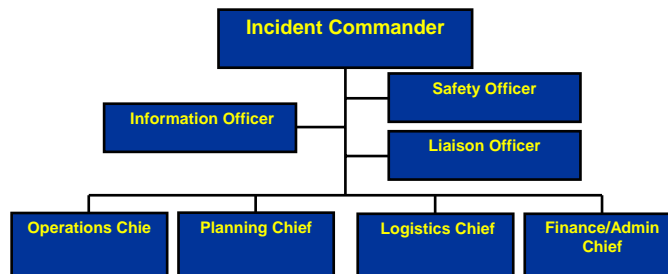 Incident Commander
Safety Officer
Information Officer
Liaison Officer
Operations Chie
Planning Chief
Logistics Chief
Finance/Admin
Chief